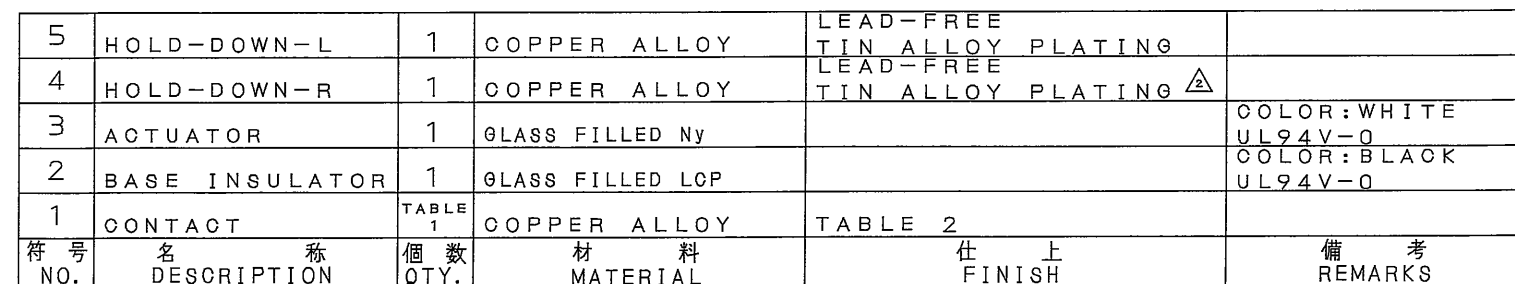 5 HOLD-DOWN-L 1 COPPER ALLOY LEAD-FREE
TIN ALLOY PLATING
4 HOLD-DOWN-R 1 COPPER ALLOY LEAD-FREE
TIN ALLOY PLATING 2
3 ACTUATOR 1 GLASS FILLED Ny COLOR:WHITE
UL94V-0
2 BASE INSULATOR 1 GLASS FILLED LCP COLOR:BLACK
UL94V-0
1 CONTACT TABLE
1 COPPER ALLOY TABLE 2
符号 名称 個数 材料 仕上 備考
NO. DESCRIPTION QTY. MATERIAL FINISH REMARKS